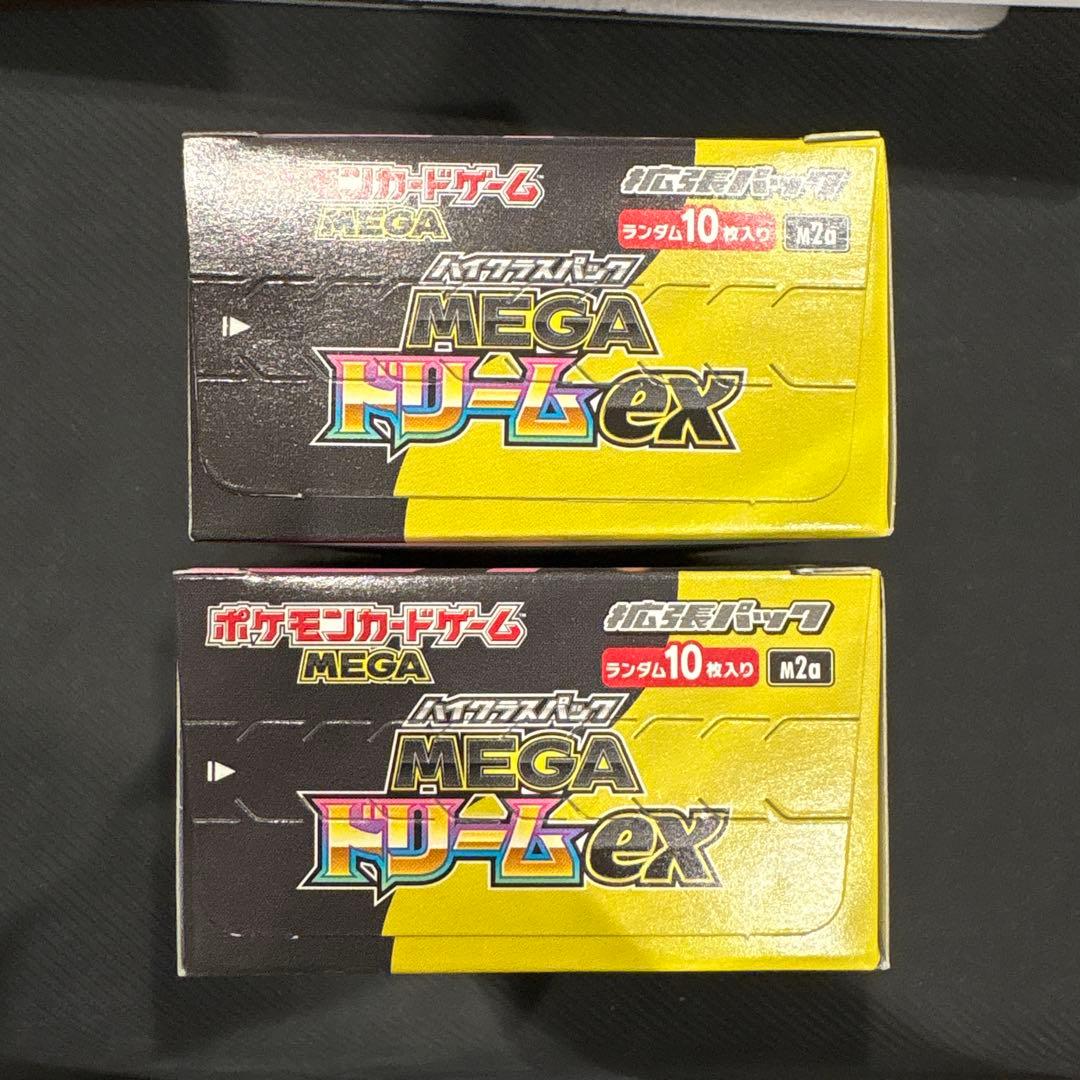 モンカードゲーム
MEGA
拡張パック
ランダム10枚入り M2a
ハイクラスパック
MEGA
ドリームex
ポケモンカードゲーム
MEGA
拡張パック
ランダム10枚入り M2a
ハイクラスパック
MEGA
ドリームex